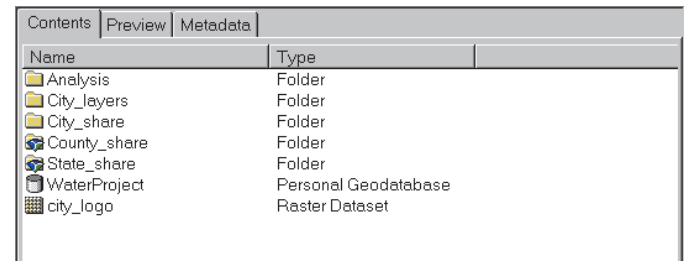 Contents Preview Metadata
Name Type
Analysis Folder
City_layers Folder
City_share Folder
County_share Folder
State_share Folder
WaterProject Personal Geodatabase
city_logo Raster Dataset